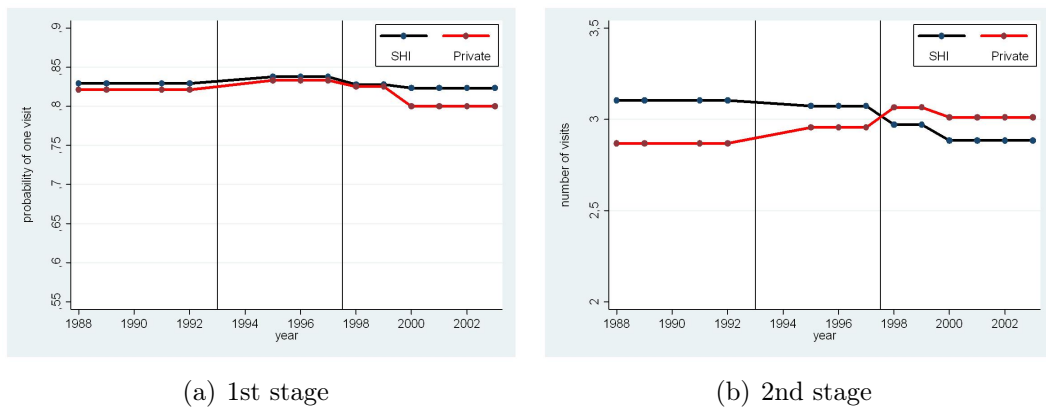 SHI Private
probability of one visit
,9
,85
,8
,75
,7
,65
,6
,55
1988 1990 1992 1994 1996 1998 2000 2002
year
(a) 1st stage
SHI Private
number of visits
3,5
3
2,5
2
1988 1990 1992 1994 1996 1998 2000 2002
year
(b) 2nd stage